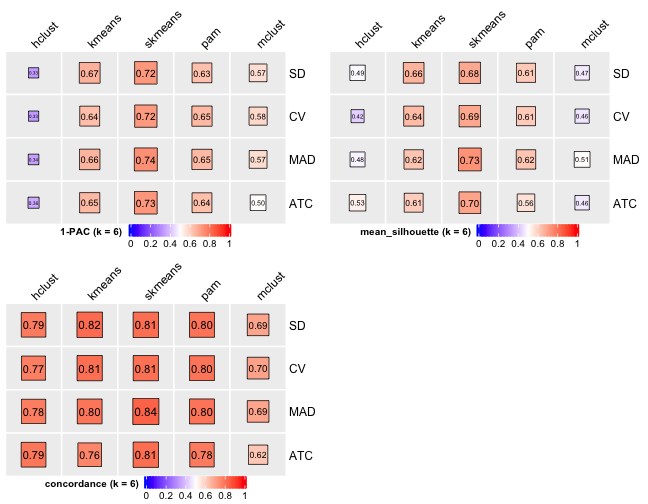 hclust kmeans skmeans pam mclust
0.33 0.67 0.72 0.63 0.57 SD
0.33 0.64 0.72 0.65 0.58 CV
0.34 0.66 0.74 0.65 0.57 MAD
0.65 0.73 0.64 0.50 ATC
1-PAC (k = 6)
0 0.2 0.4 0.6 0.8 1
hclust kmeans skmeans pam mclust
0.49 0.66 0.68 0.61 0.47 SD
0.42 0.64 0.69 0.61 0.46 CV
0.48 0.62 0.73 0.62 0.51 MAD
0.53 0.61 0.70 0.56 0.46 ATC
mean_silhouette (k = 6)
0 0.2 0.4 0.6 0.8 1
hclust kmeans skmeans pam mclust
0.79 0.82 0.81 0.80 0.69 SD
0.77 0.81 0.81 0.80 0.70 CV
0.78 0.80 0.84 0.80 0.69 MAD
0.79 0.76 0.81 0.78 0.62 ATC
concordance (k = 6)
0 0.2 0.4 0.6 0.8 1